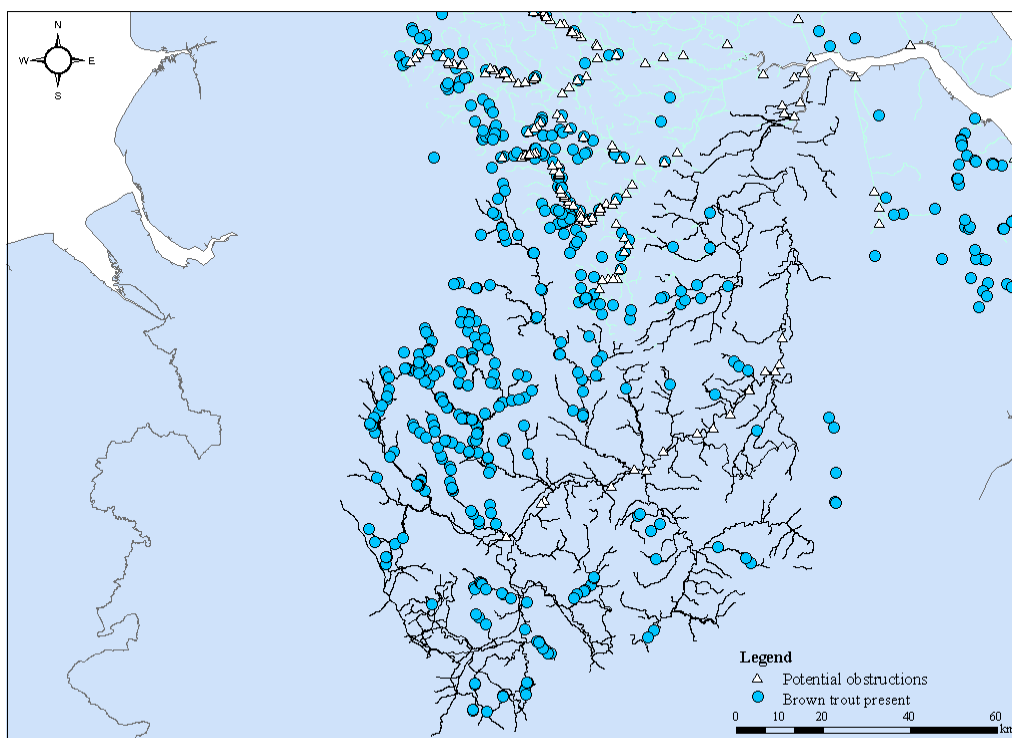 N
W E
S
Legend
Potential obstructions
Brown trout present
0 10 20 40 60
km